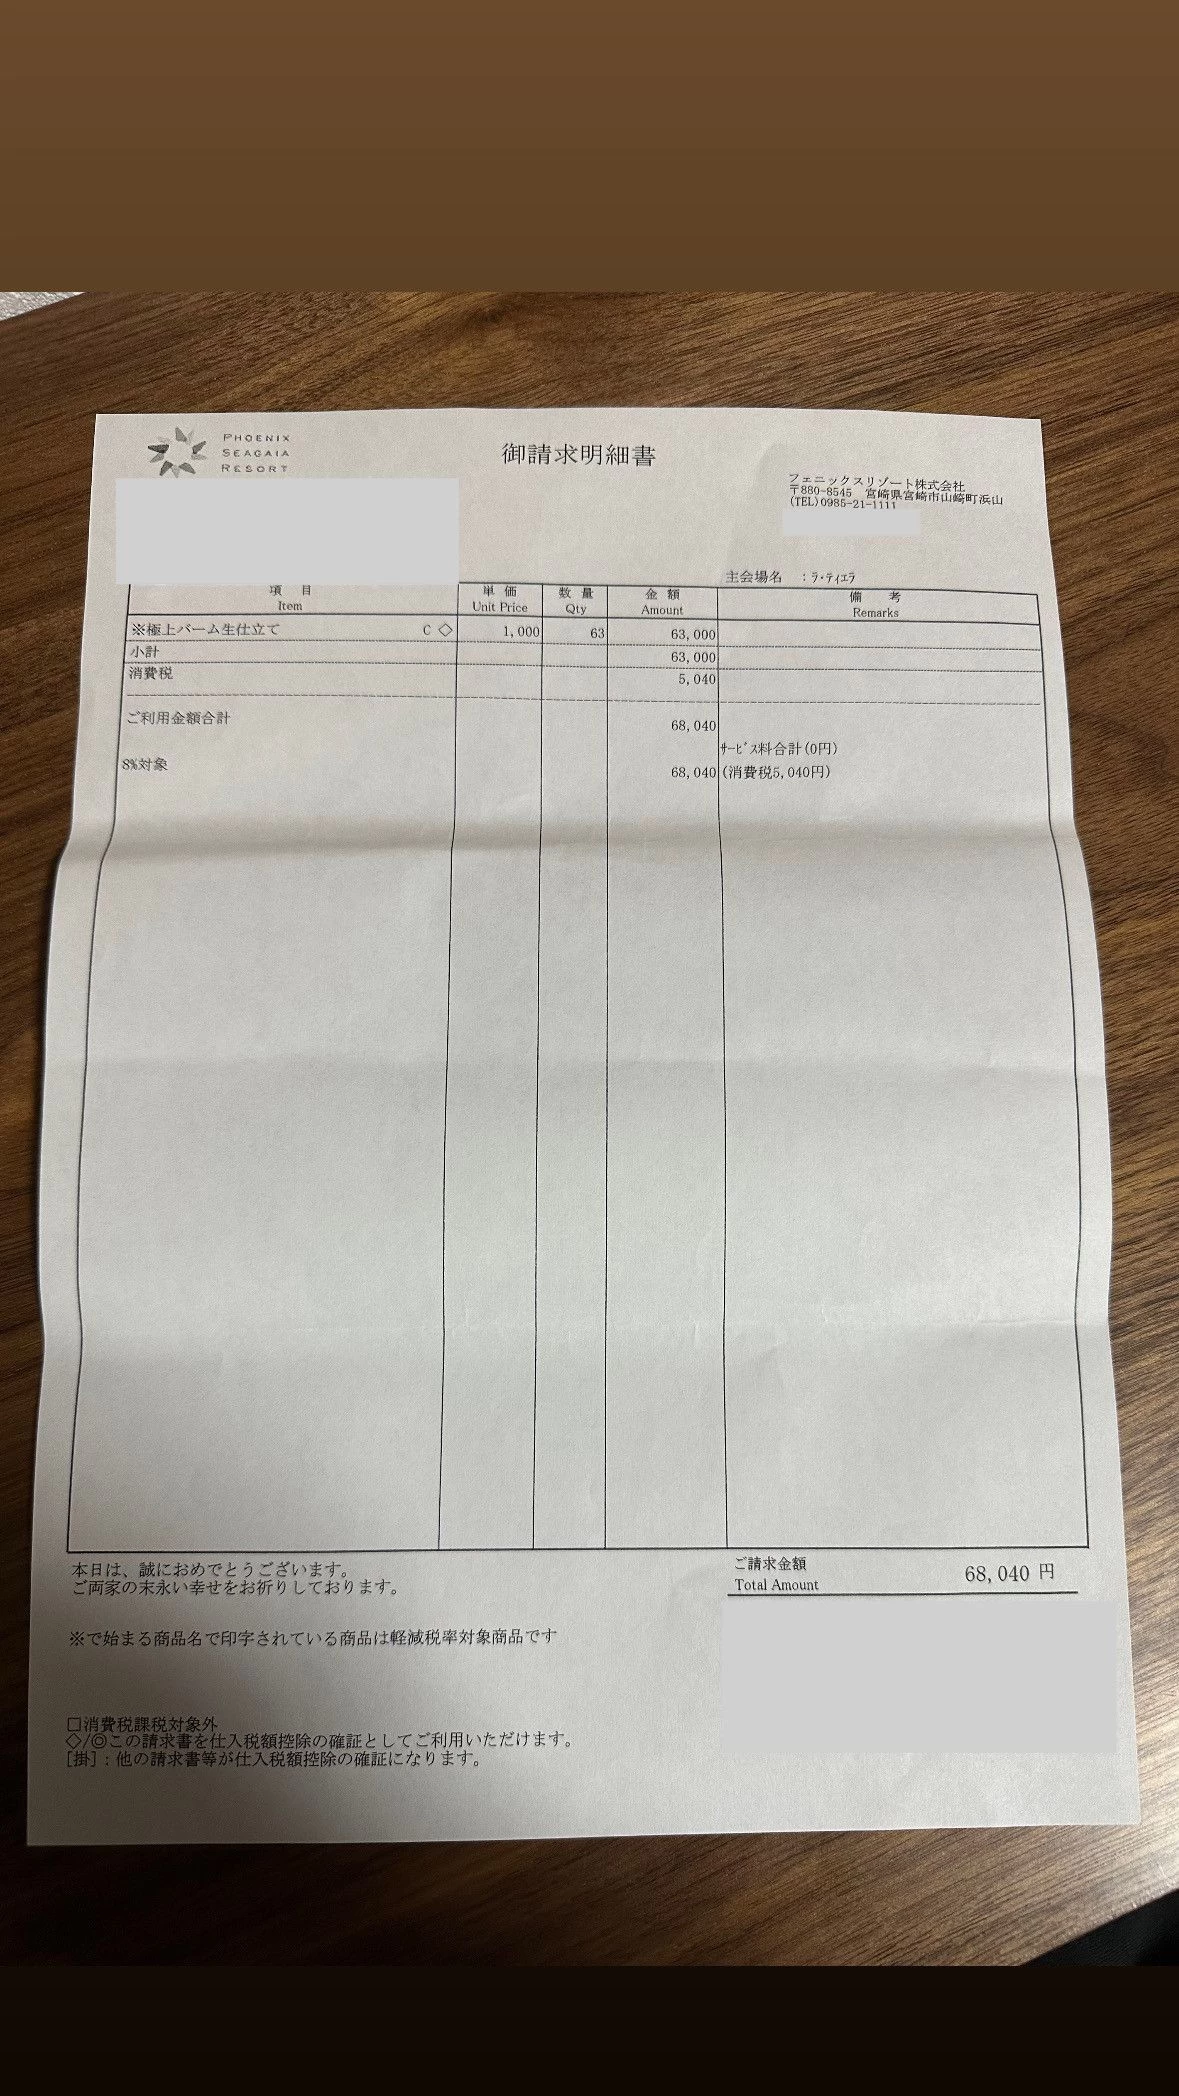 PHOENIX
SEAGAIA
RESORT
御請求明細書
フェニックスリゾート株式会社
〒880-8545 宮崎県宮崎市山崎町浜山
(TEL)0985-21-1111
主会場名 :ラ・ティエラ
項目 単価 数量 金額 備考
Item Unit Price Qty Amount Remarks
※極上バーム生仕立て C ◇ 1,000 63 63,000
小計 63,000
消費税 5,040
ご利用金額合計 68,040
サービス料合計(0円)
8%対象 68,040 (消費税5,040円)
本日は、誠におめでとうございます。
ご両家の末永い幸せをお祈りしております。
ご請求金額
Total Amount 68,040 円
※で始まる商品名で印字されている商品は軽減税率対象商品です
□消費税課税対象外
◇/◎この請求書を仕入税額控除の確証としてご利用いただけます。
[掛]:他の請求書等が仕入税額控除の確証になります。